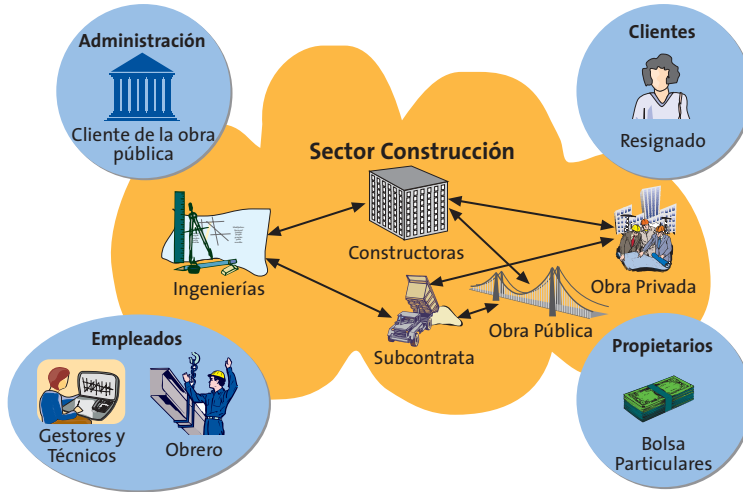 Administración
Cliente de la obra
pública
Clientes
Resignado
Sector Construcción
Ingenierías
Constructoras
Subcontrata
Obra Pública
Obra Privada
Empleados
Gestores y
Técnicos
Obrero
Propietarios
Bolsa
Particulares